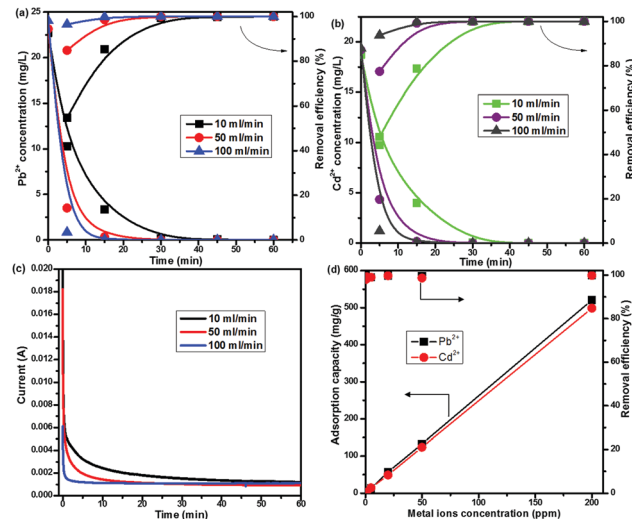 (a)
25
20
15
10
5
0
Pb2+ concentration (mg/L)
0 10 20 30 40 50 60
Time (min)
100
80
60
40
20
0
Removal efficiency (%)
10 ml/min
50 ml/min
100 ml/min
(b)
20
15
10
5
0
Cd2+ concentration (mg/L)
0 10 20 30 40 50 60
Time (min)
100
80
60
40
20
0
Removal efficiency (%)
10 ml/min
50 ml/min
100 ml/min
(c)
0.020
0.018
0.016
0.014
0.012
0.010
0.008
0.006
0.004
0.002
0.000
Current (A)
0 10 20 30 40 50 60
Time (min)
10 ml/min
50 ml/min
100 ml/min
(d)
600
500
400
300
200
100
0
Adsorption capacity (mg/g)
0 50 100 150 200
Metal ions concentration (ppm)
100
80
60
40
20
0
Removal efficiency (%)
Pb2+
Cd2+